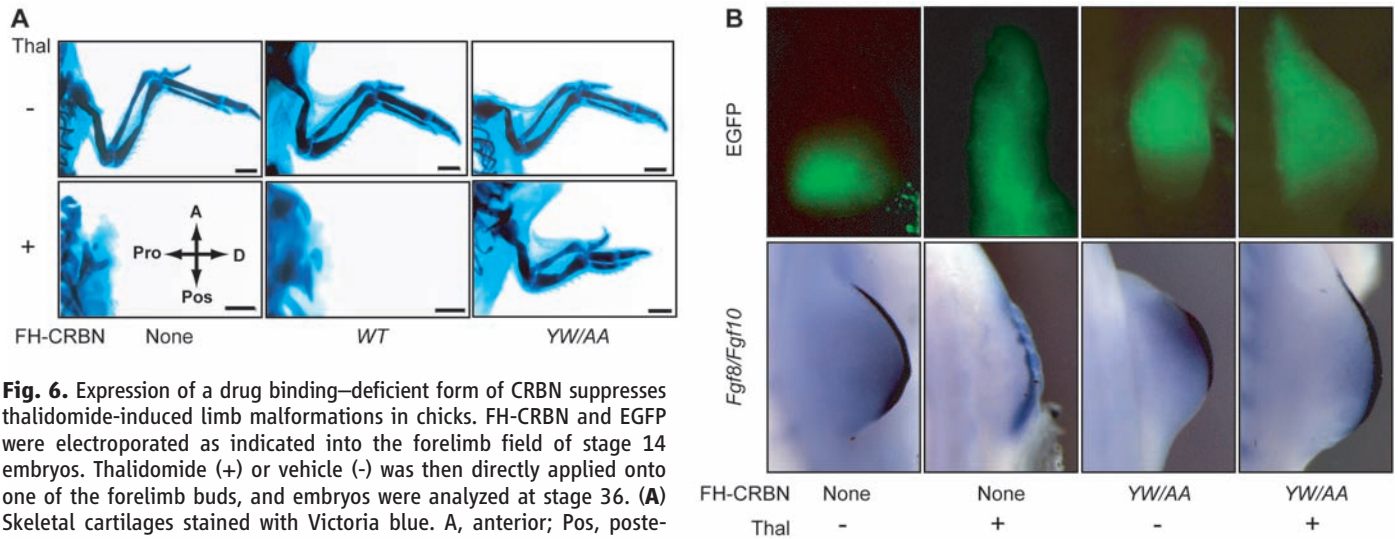 A
Thal
-
+
A
Pro D
Pos
FH-CRBN None WT YW/AA
Fig. 6. Expression of a drug binding–deficient form of CRBN suppresses
thalidomide-induced limb malformations in chicks. FH-CRBN and EGFP
were electroporated as indicated into the forelimb field of stage 14
embryos. Thalidomide (+) or vehicle (-) was then directly applied onto
one of the forelimb buds, and embryos were analyzed at stage 36. (A)
Skeletal cartilages stained with Victoria blue. A, anterior; Pos, poste-
B
EGFP
Fgf8/Fgf10
FH-CRBN None None YW/AA YW/AA
Thal - + - +